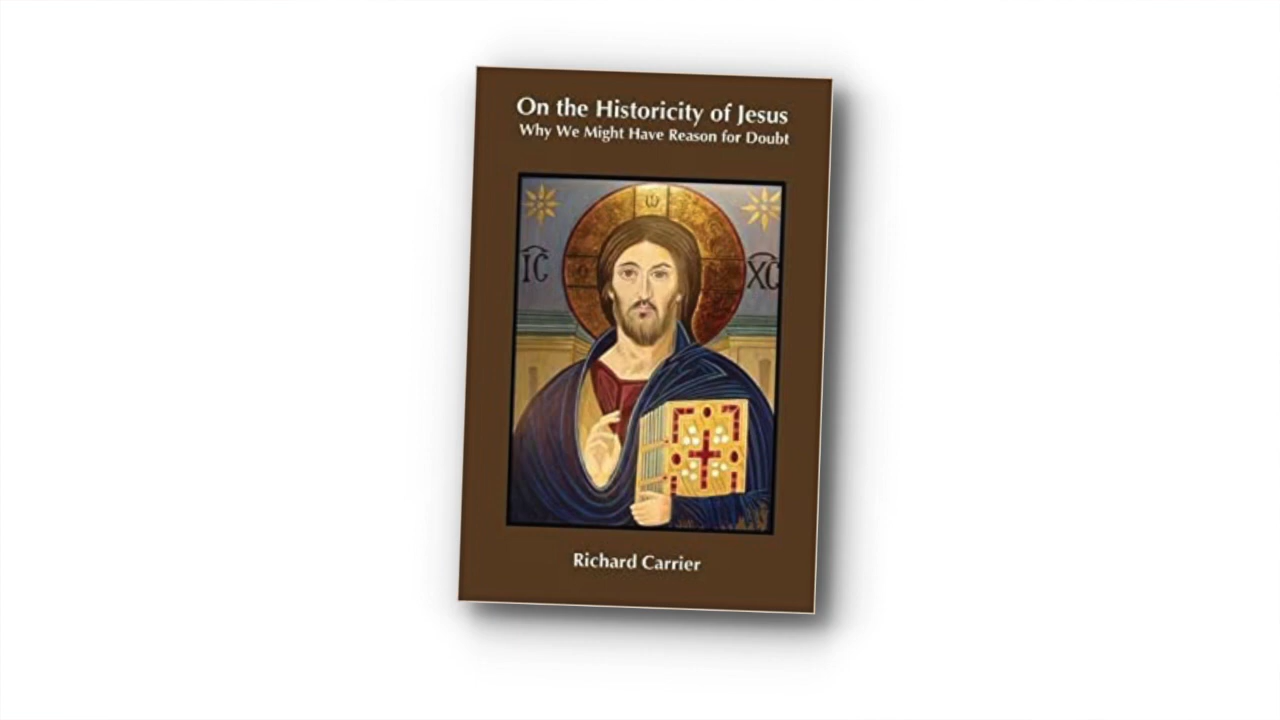 On the Historicity of Jesus
Why We Might Have Reason for Doubt
ω
IC
XC
Richard Carrier